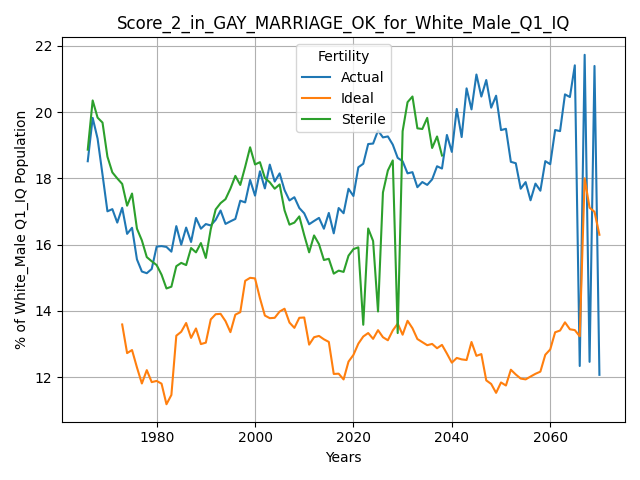 Score_2_in_GAY_MARRIAGE_OK_for_White_Male_Q1_IQ
Fertility
Actual
Ideal
Sterile
% of White_Male Q1_IQ Population
22
20
18
16
14
12
1980
2000
2020
2040
2060
Years